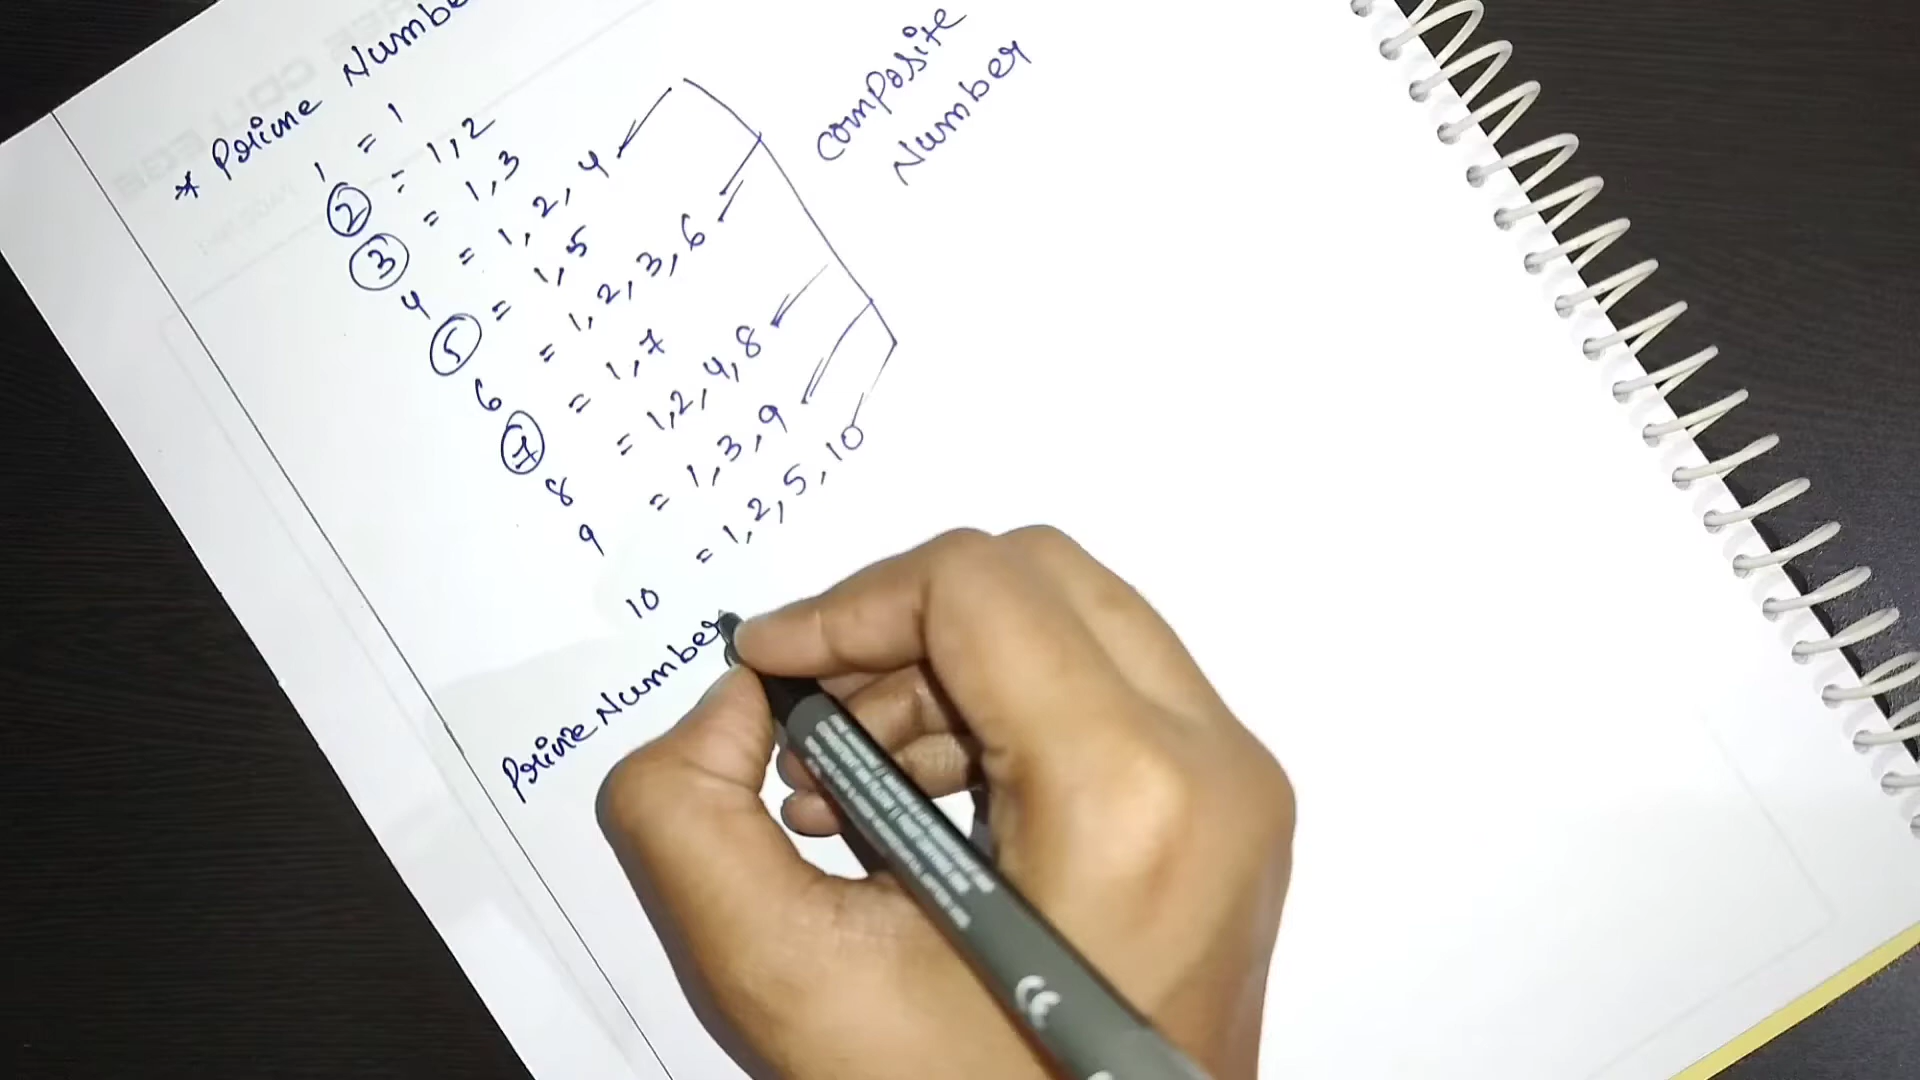 * Prime Numbe
1 = 1
2 = 1,2
3 = 1,3
4 = 1, 2, 4
5 = 1,5
6 = 1, 2, 3, 6
7 = 1,7
8 = 1,2,4,8
9 = 1, 3, 9
10 = 1, 2, 5, 10
Composite
Number
Prime Number